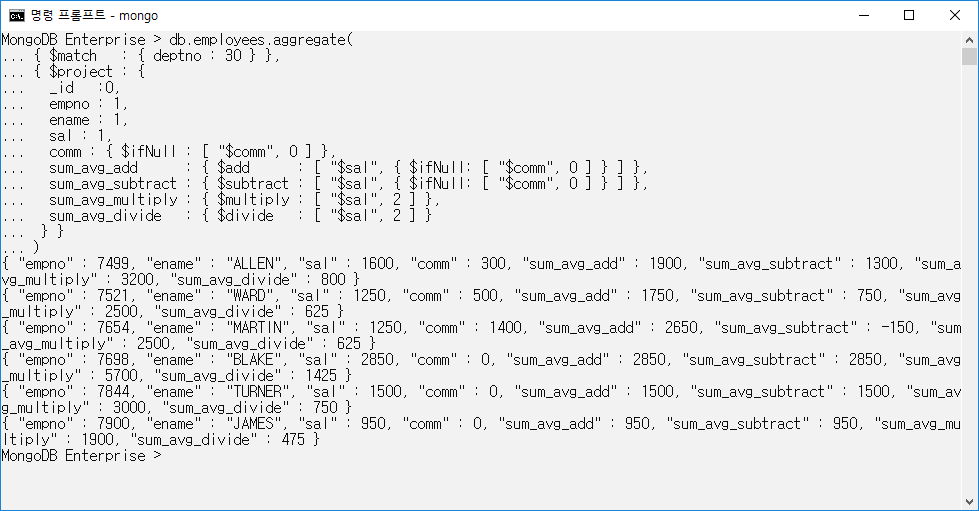 명령 프롬프트 - mongo
MongoDB Enterprise > db.employees.aggregate(
... { $match   : { deptno : 30 } },
... { $project : {
...   _id   :0,
...   empno : 1,
...   ename : 1,
...   sal : 1,
...   comm : { $ifNull : [ "$comm", 0 ] },
...   sum_avg_add      : { $add      : [ "$sal", { $ifNull: [ "$comm", 0 ] } ] },
...   sum_avg_subtract : { $subtract : [ "$sal", { $ifNull: [ "$comm", 0 ] } ] },
...   sum_avg_multiply : { $multiply : [ "$sal", 2 ] },
...   sum_avg_divide   : { $divide   : [ "$sal", 2 ] }
...  } }
... )
{ "empno" : 7499, "ename" : "ALLEN", "sal" : 1600, "comm" : 300, "sum_avg_add" : 1900, "sum_avg_subtract" : 1300, "sum_a
vg_multiply" : 3200, "sum_avg_divide" : 800 }
{ "empno" : 7521, "ename" : "WARD", "sal" : 1250, "comm" : 500, "sum_avg_add" : 1750, "sum_avg_subtract" : 750, "sum_avg
_multiply" : 2500, "sum_avg_divide" : 625 }
{ "empno" : 7654, "ename" : "MARTIN", "sal" : 1250, "comm" : 1400, "sum_avg_add" : 2650, "sum_avg_subtract" : -150, "sum
_avg_multiply" : 2500, "sum_avg_divide" : 625 }
{ "empno" : 7698, "ename" : "BLAKE", "sal" : 2850, "comm" : 0, "sum_avg_add" : 2850, "sum_avg_subtract" : 2850, "sum_avg
_multiply" : 5700, "sum_avg_divide" : 1425 }
{ "empno" : 7844, "ename" : "TURNER", "sal" : 1500, "comm" : 0, "sum_avg_add" : 1500, "sum_avg_subtract" : 1500, "sum_av
g_multiply" : 3000, "sum_avg_divide" : 750 }
{ "empno" : 7900, "ename" : "JAMES", "sal" : 950, "comm" : 0, "sum_avg_add" : 950, "sum_avg_subtract" : 950, "sum_avg_mu
ltiply" : 1900, "sum_avg_divide" : 475 }
MongoDB Enterprise >